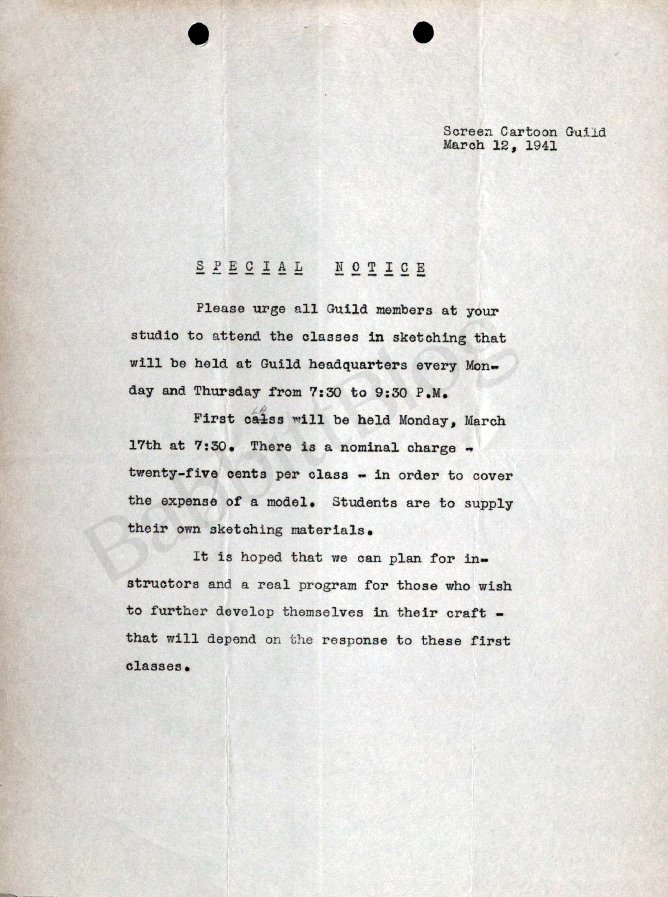 Screen Cartoon Guild
March 12, 1941
SPECIAL NOTICE
Please urge all Guild members at your
studio to attend the classes in sketching that
will be held at Guild headquarters every Mon-
day and Thursday from 7:30 to 9:30 P.M.
la
First calss will be held Monday, March
17th at 7:30. There is a nominal charge -
twenty-five cents per class - in order to cover
the expense of a model. Students are to supply
their own sketching materials.
It is hoped that we can plan for in-
structors and a real program for those who wish
to further develop themselves in their craft -
that will depend on the response to these first
classes.
BabbittBlog